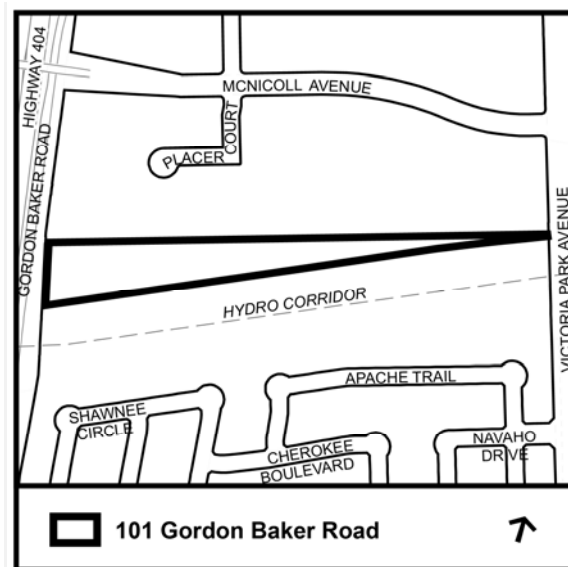 HIGHWAY 404
MCNICOLL AVENUE
PLACER
COURT
GORDON BAKER ROAD
VICTORIA PARK AVENUE
HYDRO CORRIDOR
APACHE TRAIL
SHAWNEE
CIRCLE
CHEROKEE
BOULEVARD
NAVAHO
DRIVE
101 Gordon Baker Road